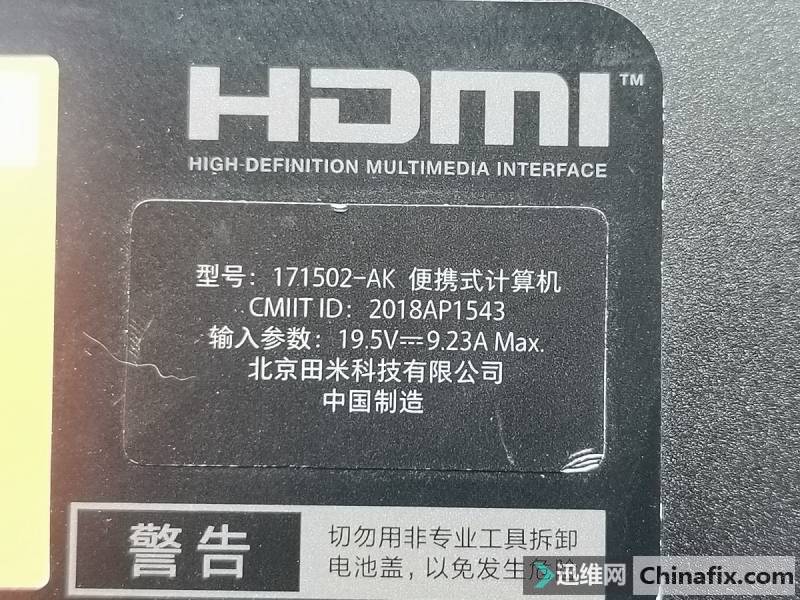 HDMI™
HIGH-DEFINITION MULTIMEDIA INTERFACE
型号：171502-AK 便携式计算机
CMIIT ID：2018AP1543
输入参数：19.5V⎓9.23A Max.
北京田米科技有限公司
中国制造
警告
切勿用非专业工具拆卸
电池盖，以免发生危险
迅维网 Chinafix.com